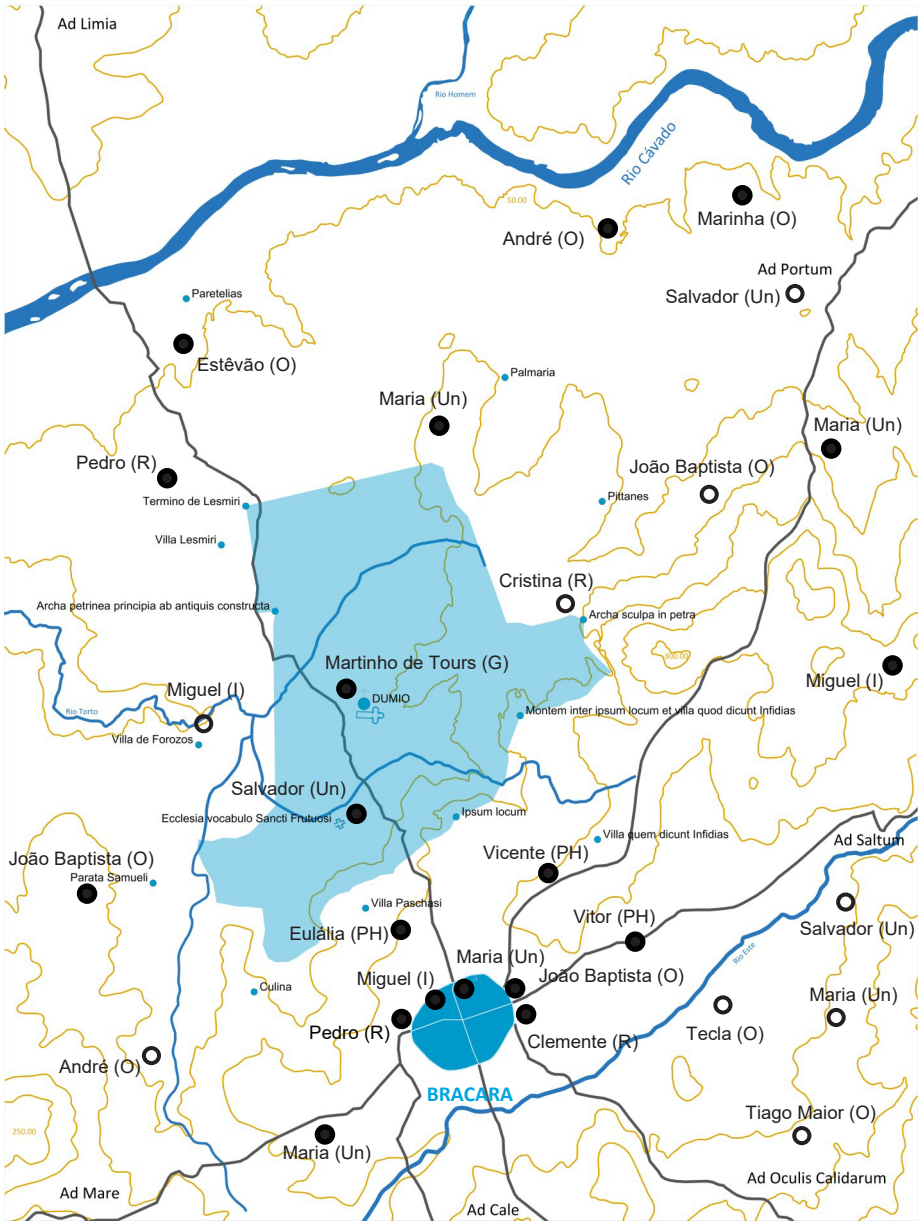 Ad Limia
Rio Homem
Rio Cávado
50.00
Marinha (O)
André (O)
Ad Portum
Salvador (Un)
Paretelias
Estêvão (O)
Palmaria
Maria (Un)
Maria (Un)
João Baptista (O)
Pedro (R)
Termino de Lesmiri
Pittanes
Villa Lesmiri
Cristina (R)
Archa petrinea principia ab antiquis constructa
Archa sculpa in petra
300.00
Martinho de Tours (G)
Miguel (I)
Miguel (I)
DUMIO
Rio Torto
Montem inter ipsum locum et villa quod dicunt Infidias
Villa de Forozos
Salvador (Un)
Ecclesia vocabulo Sancti Frutuosi
Ipsum locum
Villa quem dicunt Infidias
Ad Saltum
João Baptista (O)
Vicente (PH)
Parata Samueli
Villa Paschasi
Vitor (PH)
Salvador (Un)
Eulália (PH)
Rio Este
Maria (Un)
Miguel (I)
João Baptista (O)
Culina
Maria (Un)
Pedro (R)
Clemente (R)
Tecla (O)
André (O)
BRACARA
Tiago Maior (O)
250.00
Maria (Un)
Ad Oculis Calidarum
Ad Mare
Ad Cale